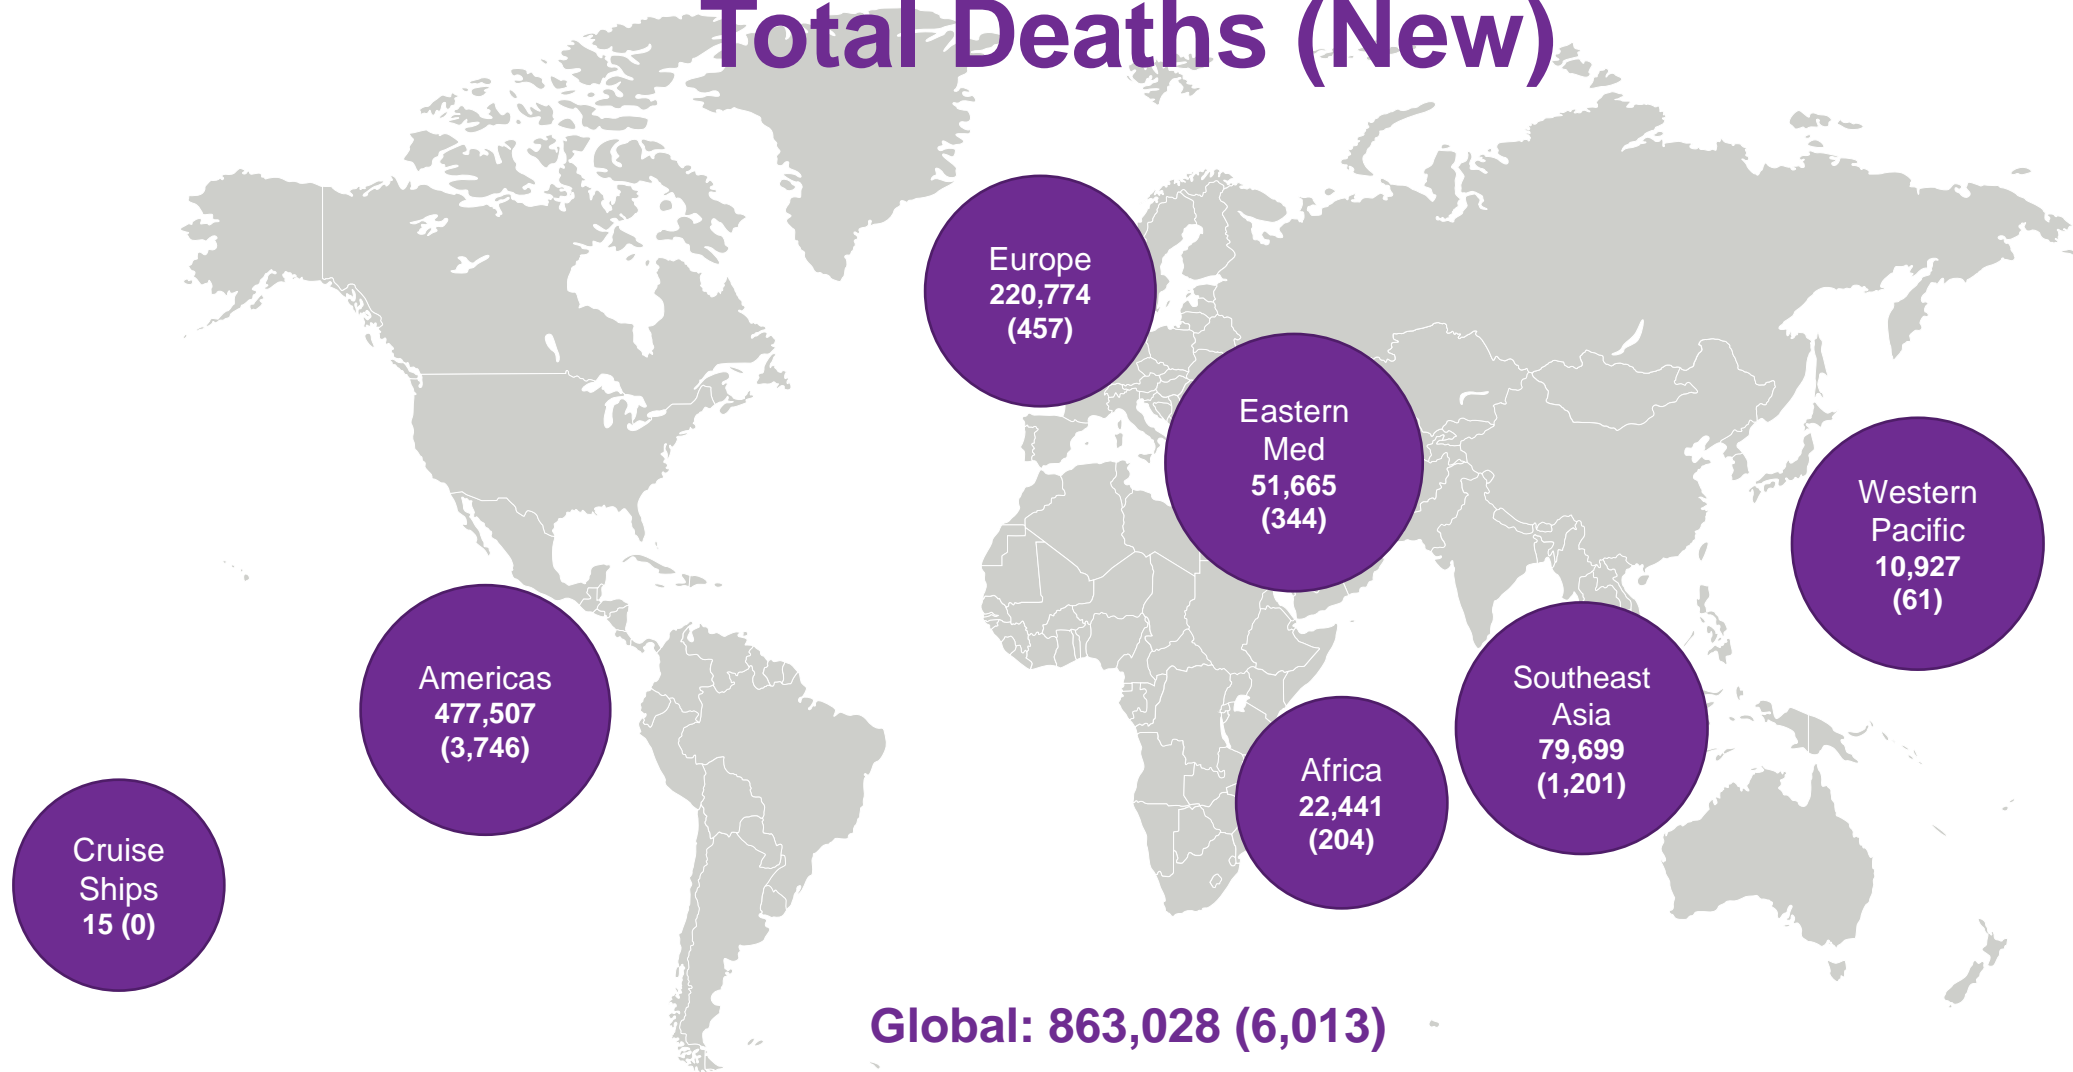 Total Deaths (New)
Europe
220,774
(457)
Eastern
Med
51,665
(344)
Western
Pacific
10,927
(61)
Americas
477,507
(3,746)
Southeast
Asia
79,699
(1,201)
Africa
22,441
(204)
Cruise
Ships
15 (0)
Global: 863,028 (6,013)